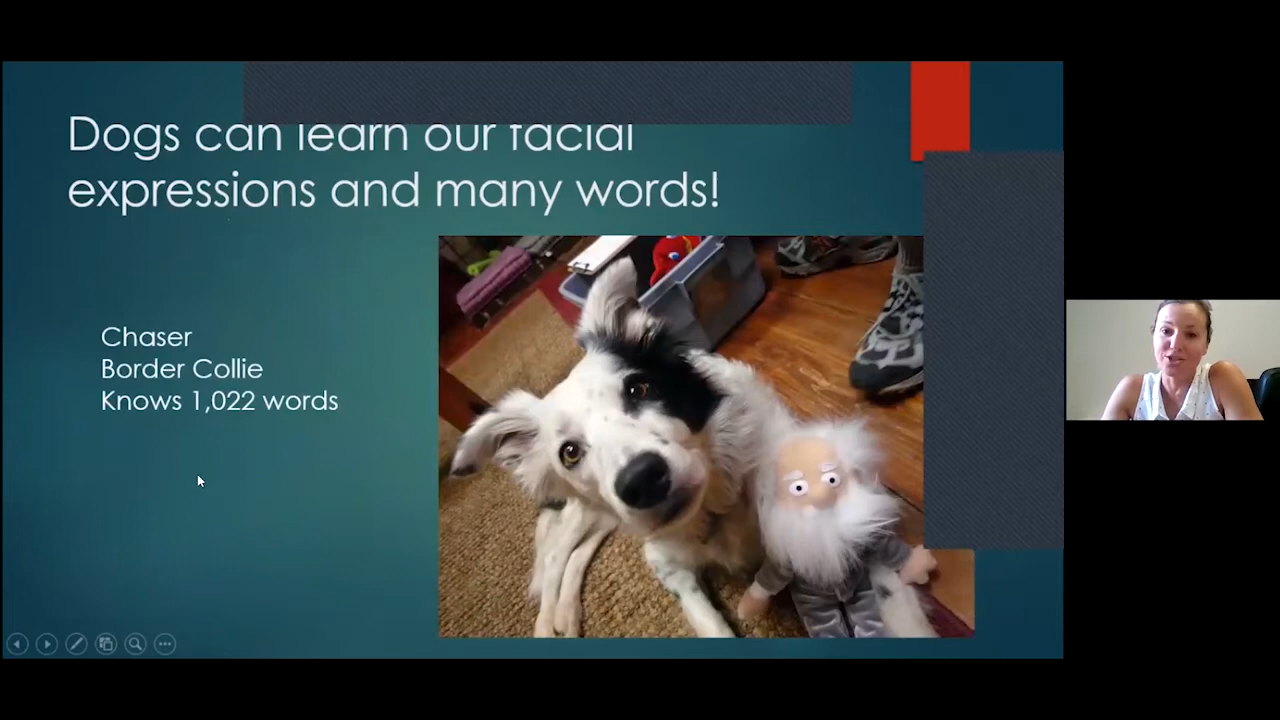 Dogs can learn our facial
expressions and many words!
Chaser
Border Collie
Knows 1,022 words